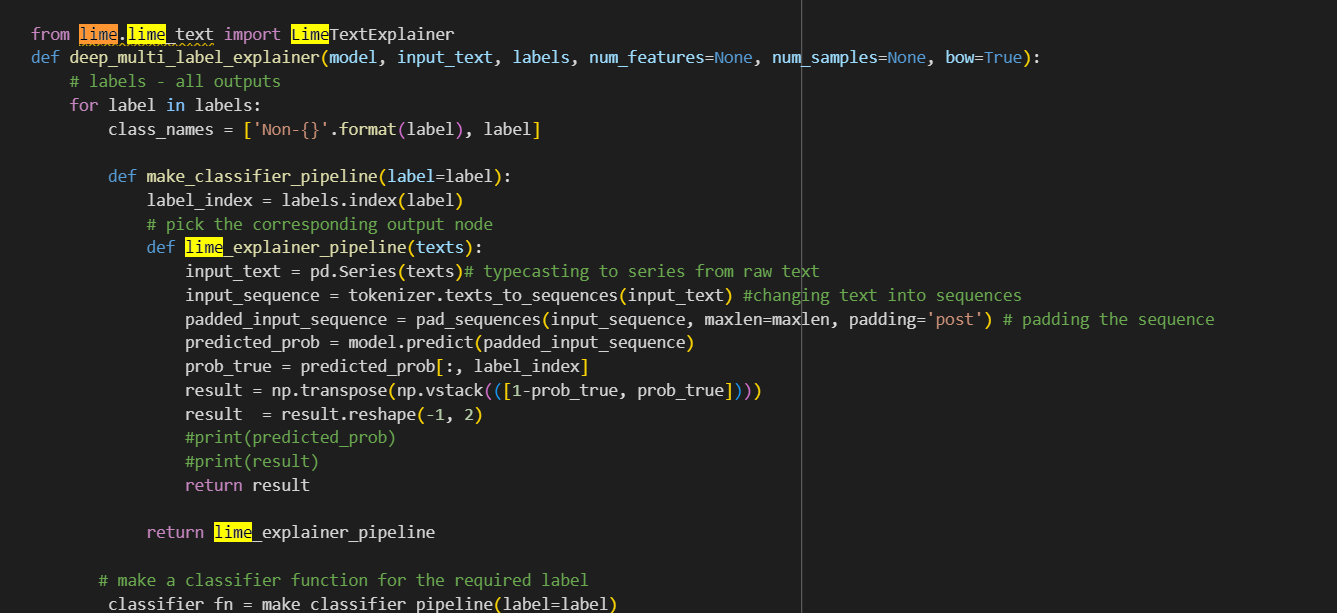 from lime.lime_text import LimeTextExplainer
def deep_multi_label_explainer(model, input_text, labels, num_features=None, num_samples=None, bow=True):
    # labels - all outputs
    for label in labels:
        class_names = ['Non-{}'.format(label), label]

        def make_classifier_pipeline(label=label):
            label_index = labels.index(label)
            # pick the corresponding output node
            def lime_explainer_pipeline(texts):
                input_text = pd.Series(texts)# typecasting to series from raw text
                input_sequence = tokenizer.texts_to_sequences(input_text) #changing text into sequences
                padded_input_sequence = pad_sequences(input_sequence, maxlen=maxlen, padding='post') # padding the sequence
                predicted_prob = model.predict(padded_input_sequence)
                prob_true = predicted_prob[:, label_index]
                result = np.transpose(np.vstack(([1-prob_true, prob_true])))
                result  = result.reshape(-1, 2)
                #print(predicted_prob)
                #print(result)
                return result

            return lime_explainer_pipeline

       # make a classifier function for the required label
        classifier_fn = make_classifier_pipeline(label=label)